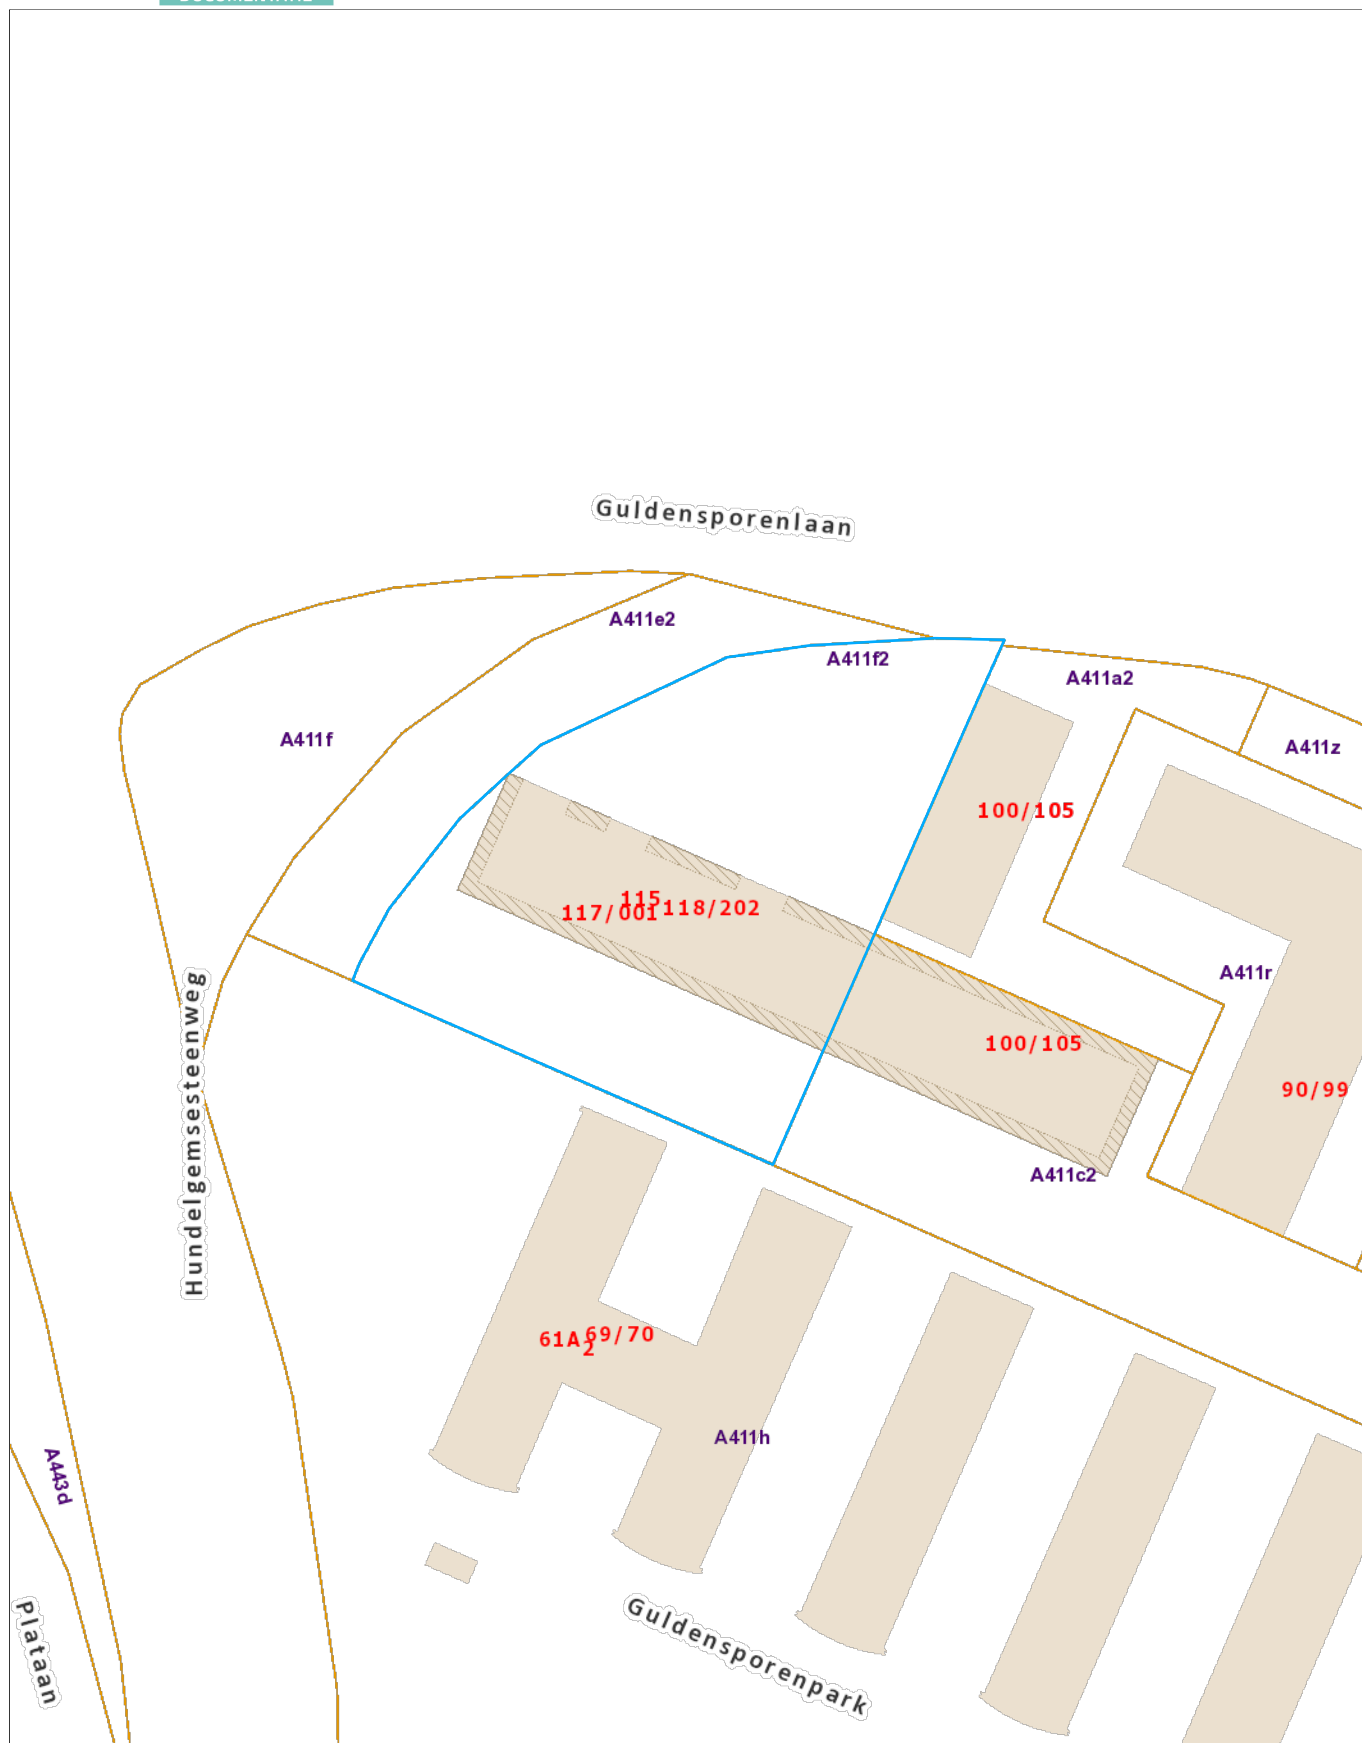 Guldensporenlaan
A411e2
A411f2
A411a2
A411f
A411z
100/105
115
117/001
118/202
A411r
100/105
90/99
A411c2
Hundelgemsesteenweg
69/70
61A
2
A411h
A443d
Plataan
Guldensporenpark